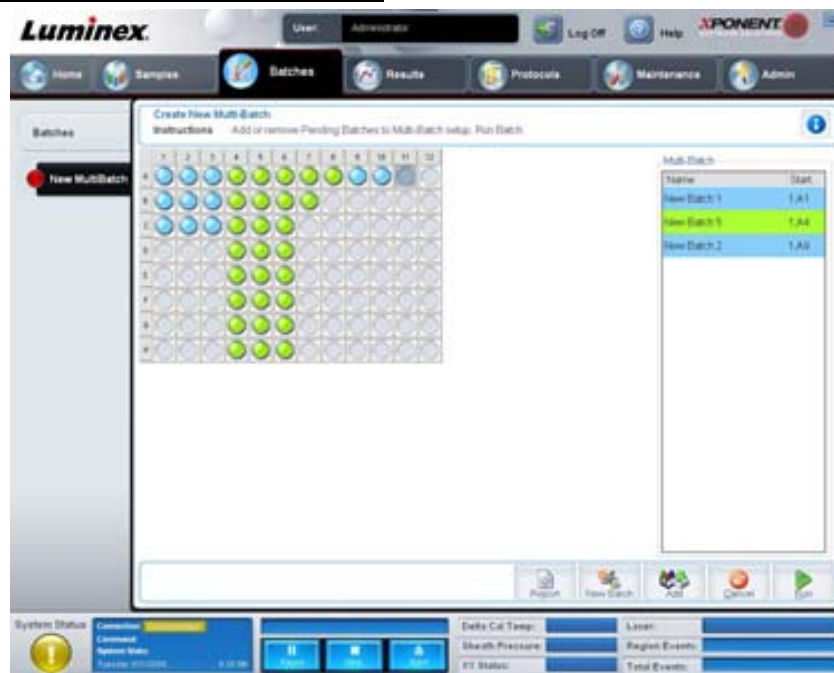 Luminex.
User: Administrator
Log Off
Help
XPONENT
Home
Samples
Batches
Results
Protocols
Maintenance
Admin
Batches
New MultiBatch
Create New Multi-Batch
Instructions Add or remove Pending Batches to Multi-Batch setup. Run Batch.
1 2 3 4 5 6 7 8 9 10 11 12
A
B
C
D
E
F
G
H
Multi-Batch
Name Start
New Batch 1 1,A1
New Batch 5 1,A4
New Batch 2 1,A9
Report
New Batch
Add
Cancel
Run
System Status
Connection:
Command:
System State:
Delta Cal Temp:
Sheath Pressure:
XY Status:
Laser:
Region Events:
Total Events: